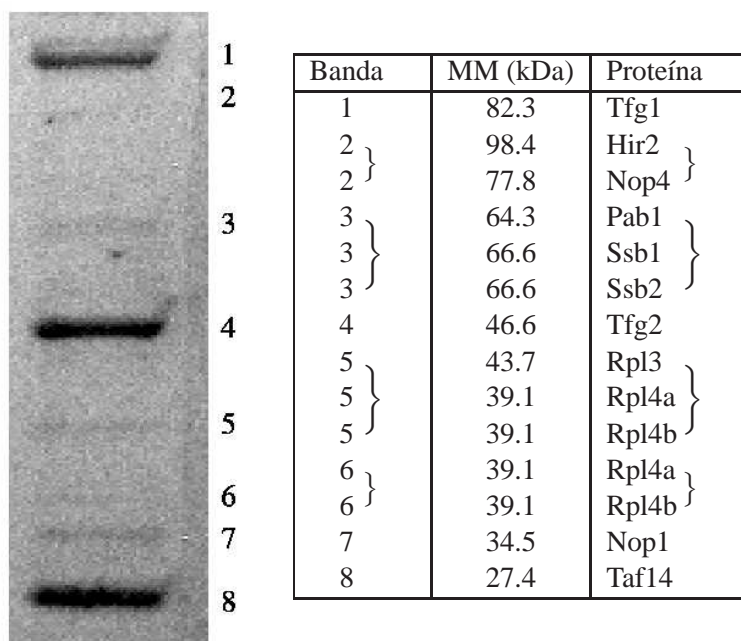 1
2
3
4
5
6
7
8
Banda MM (kDa) Proteína
1 82.3 Tfg1
2 98.4 Hir2
2 77.8 Nop4
3 64.3 Pab1
3 66.6 Ssb1
3 66.6 Ssb2
4 46.6 Tfg2
5 43.7 Rpl3
5 39.1 Rpl4a
5 39.1 Rpl4b
6 39.1 Rpl4a
6 39.1 Rpl4b
7 34.5 Nop1
8 27.4 Taf14